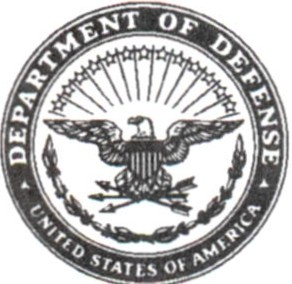 DEPARTMENT OF DEFENSE
UNITED STATES OF AMERICA